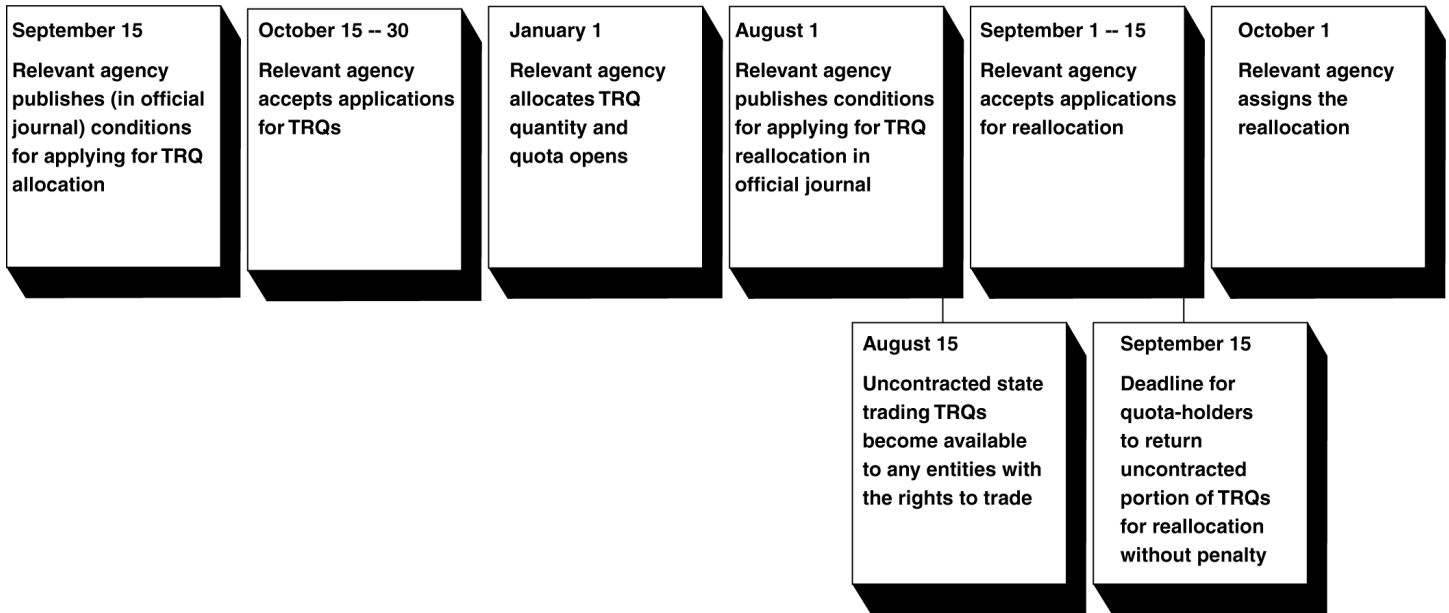 September 15
Relevant agency
publishes (in official
journal) conditions
for applying for TRQ
allocation
October 15 -- 30
Relevant agency
accepts applications
for TRQs
January 1
Relevant agency
allocates TRQ
quantity and
quota opens
August 1
Relevant agency
publishes conditions
for applying for TRQ
reallocation in
official journal
September 1 -- 15
Relevant agency
accepts applications
for reallocation
October 1
Relevant agency
assigns the
reallocation
August 15
Uncontracted state
trading TRQs
become available
to any entities with
the rights to trade
September 15
Deadline for
quota-holders
to return
uncontracted
portion of TRQs
for reallocation
without penalty